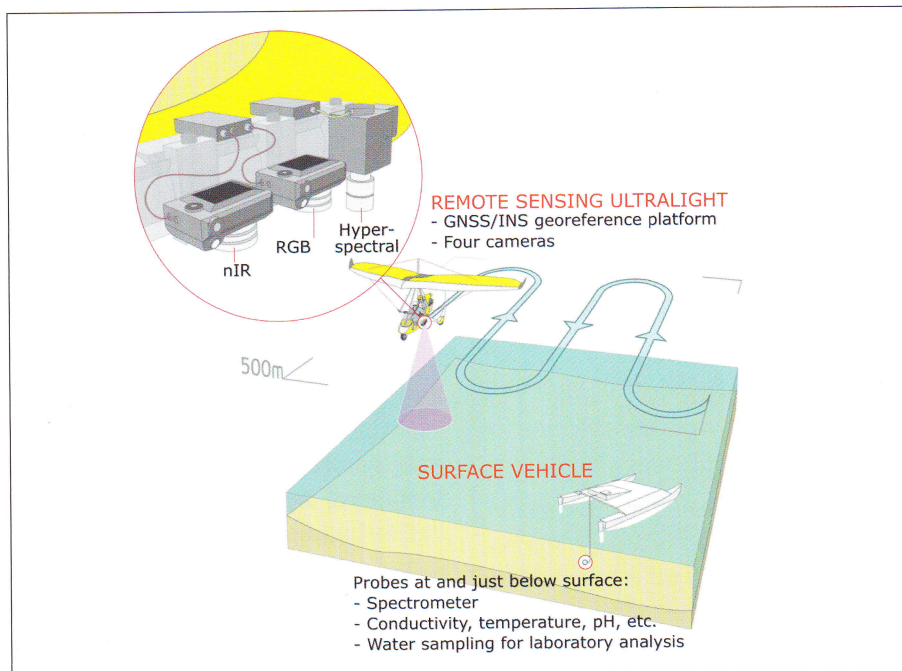 nIR
RGB
Hyper-
spectral
REMOTE SENSING ULTRALIGHT
- GNSS/INS georeference platform
- Four cameras
500m
SURFACE VEHICLE
Probes at and just below surface:
- Spectrometer
- Conductivity, temperature, pH, etc.
- Water sampling for laboratory analysis